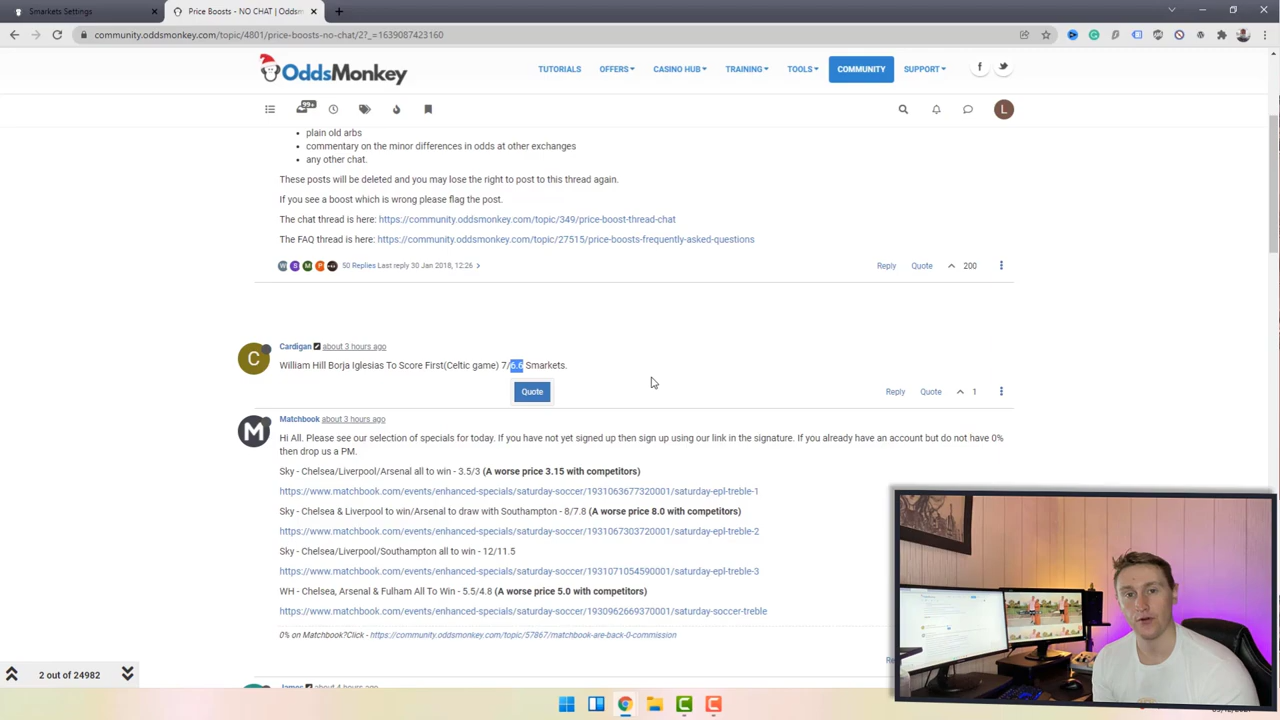 Smarkets Settings
Price Boosts - NO CHAT | Oddsm
community.oddsmonkey.com/topic/4801/price-boosts-no-chat/2?_=1639087423160
OddsMonkey
TUTORIALS OFFERS CASINO HUB TRAINING TOOLS COMMUNITY SUPPORT
99+
L
plain old arbs
commentary on the minor differences in odds at other exchanges
any other chat.
These posts will be deleted and you may lose the right to post to this thread again.
If you see a boost which is wrong please flag the post.
The chat thread is here: https://community.oddsmonkey.com/topic/349/price-boost-thread-chat
The FAQ thread is here: https://community.oddsmonkey.com/topic/27515/price-boosts-frequently-asked-questions
W S M P 50 Replies Last reply 30 Jan 2018, 12:26 Reply Quote 200
C
Cardigan about 3 hours ago
William Hill Borja Iglesias To Score First(Celtic game) 7/6.6 Smarkets.
Quote
Reply Quote 1
M
Matchbook about 3 hours ago
Hi All. Please see our selection of specials for today. If you have not yet signed up then sign up using our link in the signature. If you already have an account but do not have 0%
then drop us a PM.
Sky - Chelsea/Liverpool/Arsenal all to win - 3.5/3 (A worse price 3.15 with competitors)
https://www.matchbook.com/events/enhanced-specials/saturday-soccer/1931063677320001/saturday-epl-treble-1
Sky - Chelsea & Liverpool to win/Arsenal to draw with Southampton - 8/7.8 (A worse price 8.0 with competitors)
https://www.matchbook.com/events/enhanced-specials/saturday-soccer/1931067303720001/saturday-epl-treble-2
Sky - Chelsea/Liverpool/Southampton all to win - 12/11.5
https://www.matchbook.com/events/enhanced-specials/saturday-soccer/1931071054590001/saturday-epl-treble-3
WH - Chelsea, Arsenal & Fulham All To Win - 5.5/4.8 (A worse price 5.0 with competitors)
https://www.matchbook.com/events/enhanced-specials/saturday-soccer/1930962669370001/saturday-soccer-treble
0% on Matchbook?Click - https://community.oddsmonkey.com/topic/57867/matchbook-are-back-0-commission
2 out of 24982
James about 4 hours ago